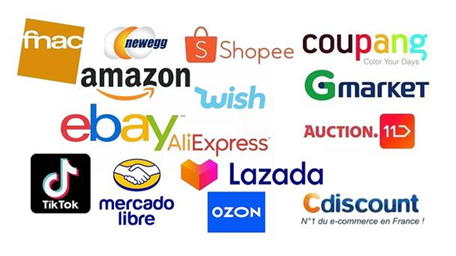 fnac
newegg
Shopee
coupang
Color Your Days
amazon
wish
Gmarket
ebay
AliExpress
AUCTION.
11
Lazada
TikTok
mercado
libre
OZON
Cdiscount
N°1 du e-commerce en France !